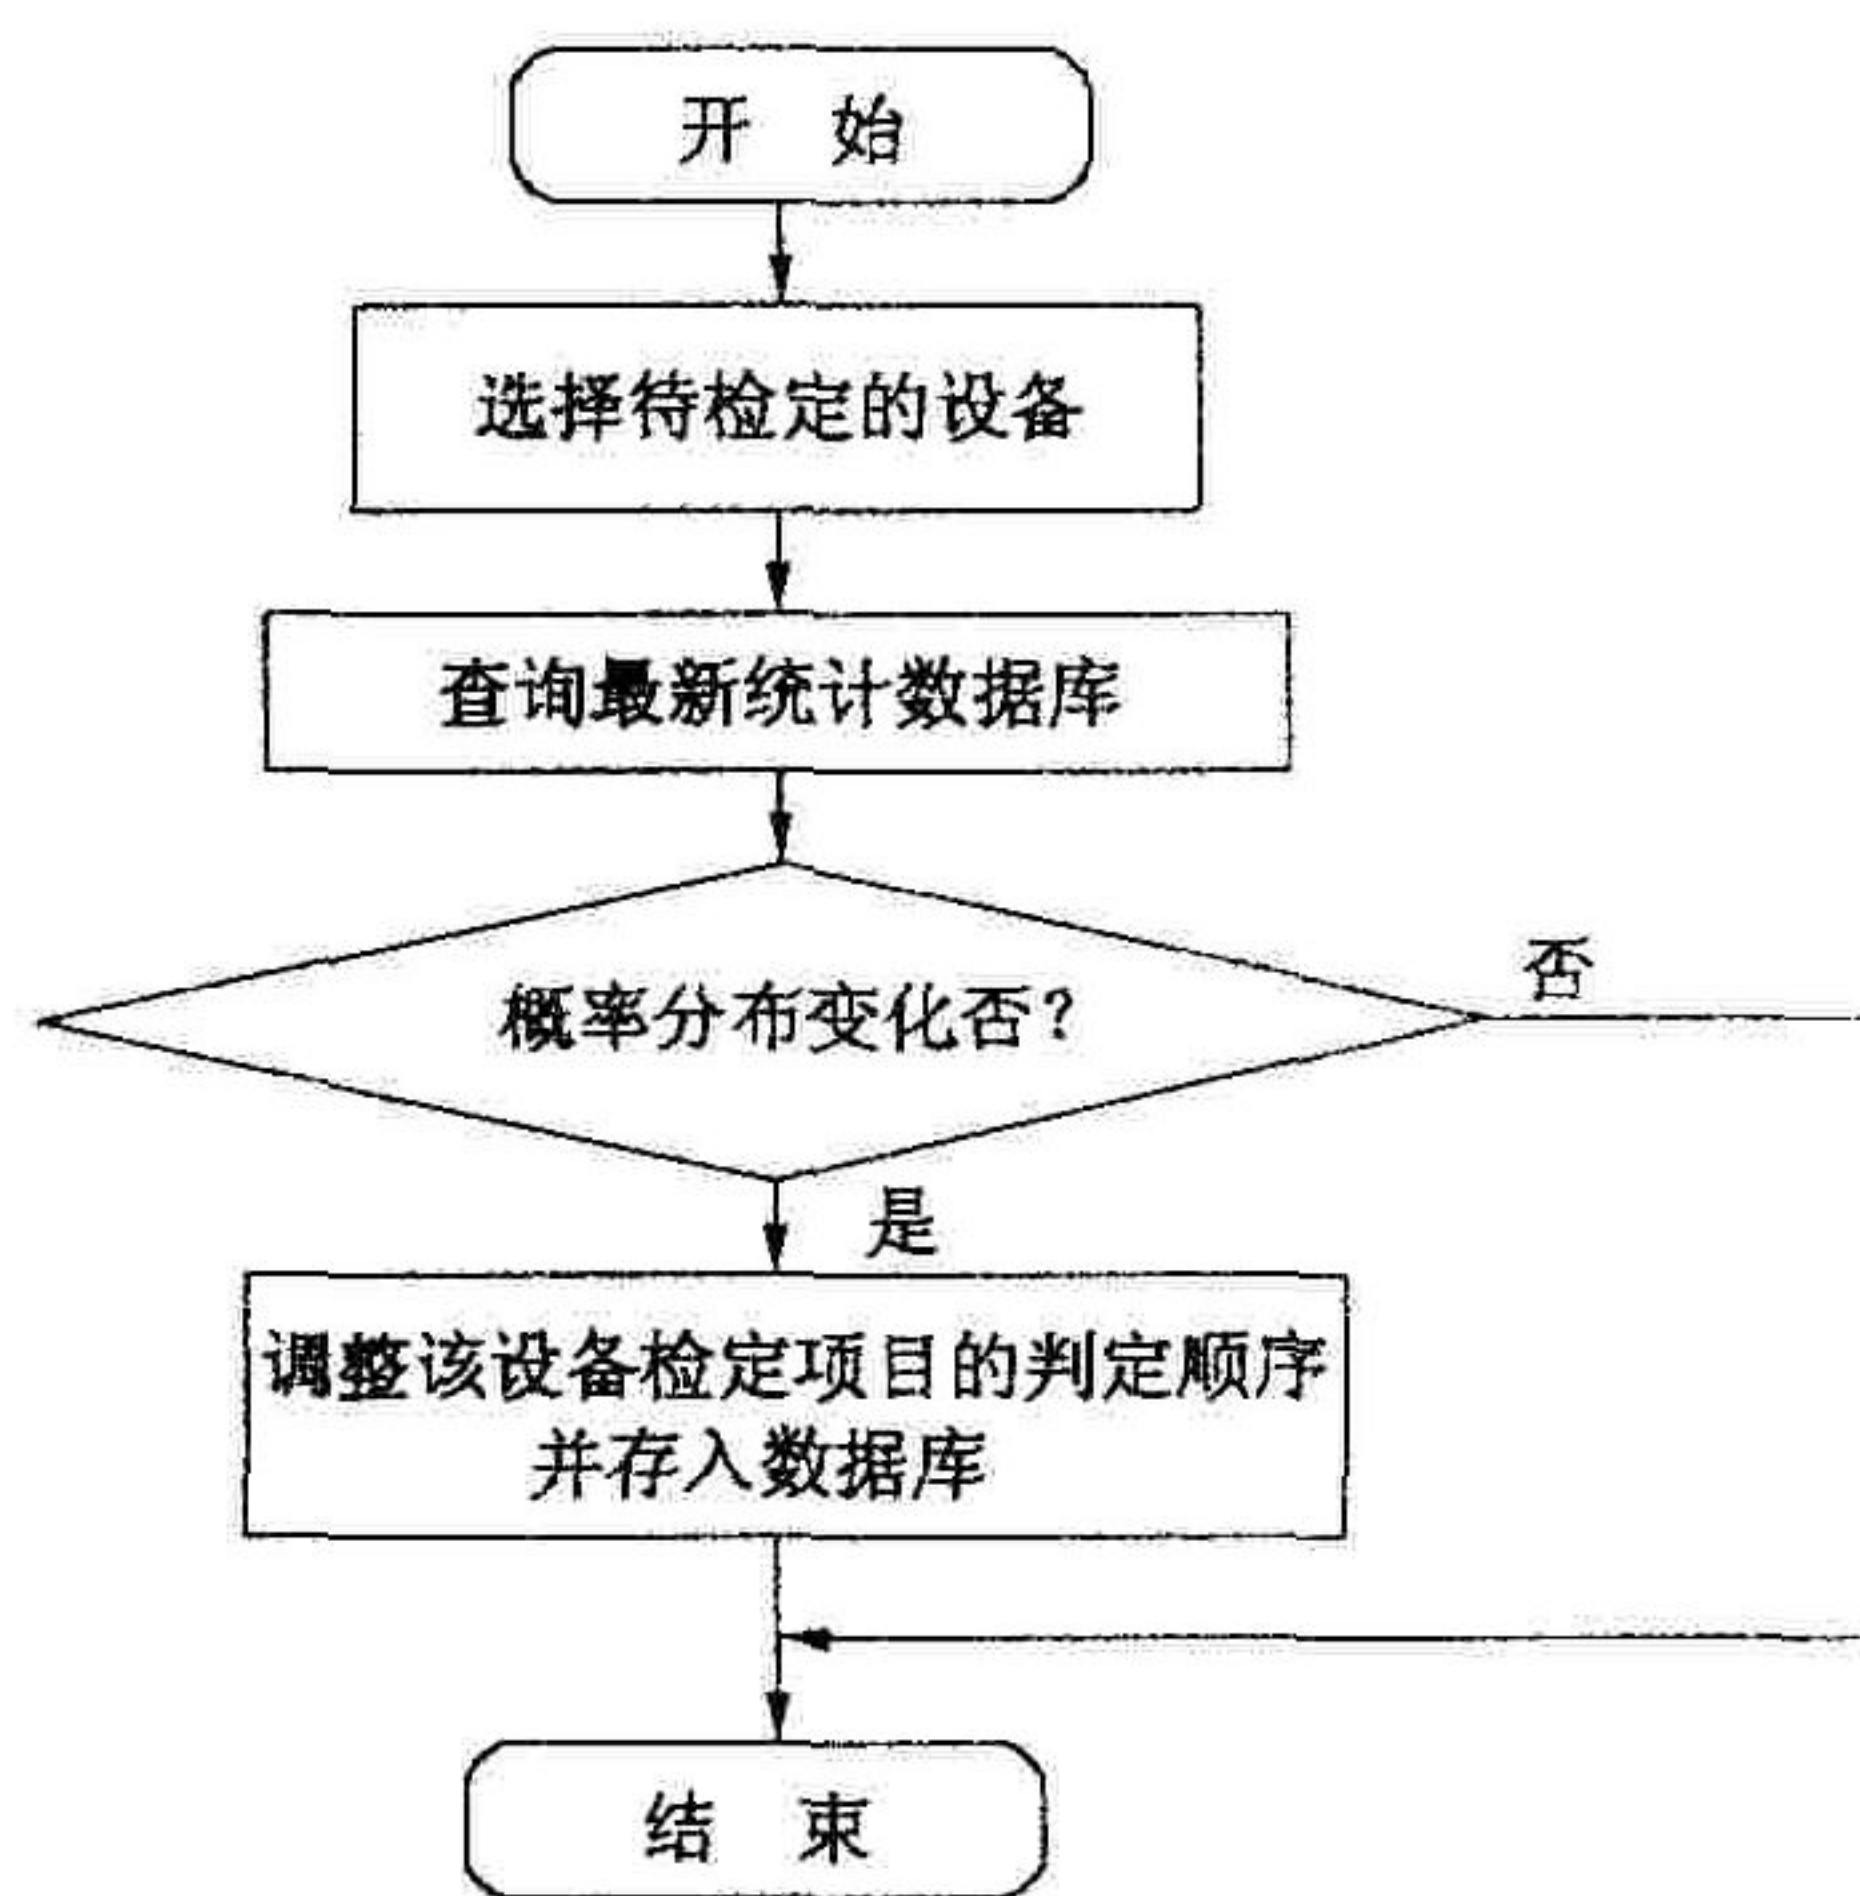 开 始
选择待检定的设备
查询最新统计数据库
概率分布变化否?
否
是
调整该设备检定项目的判定顺序
并存入数据库
结 束